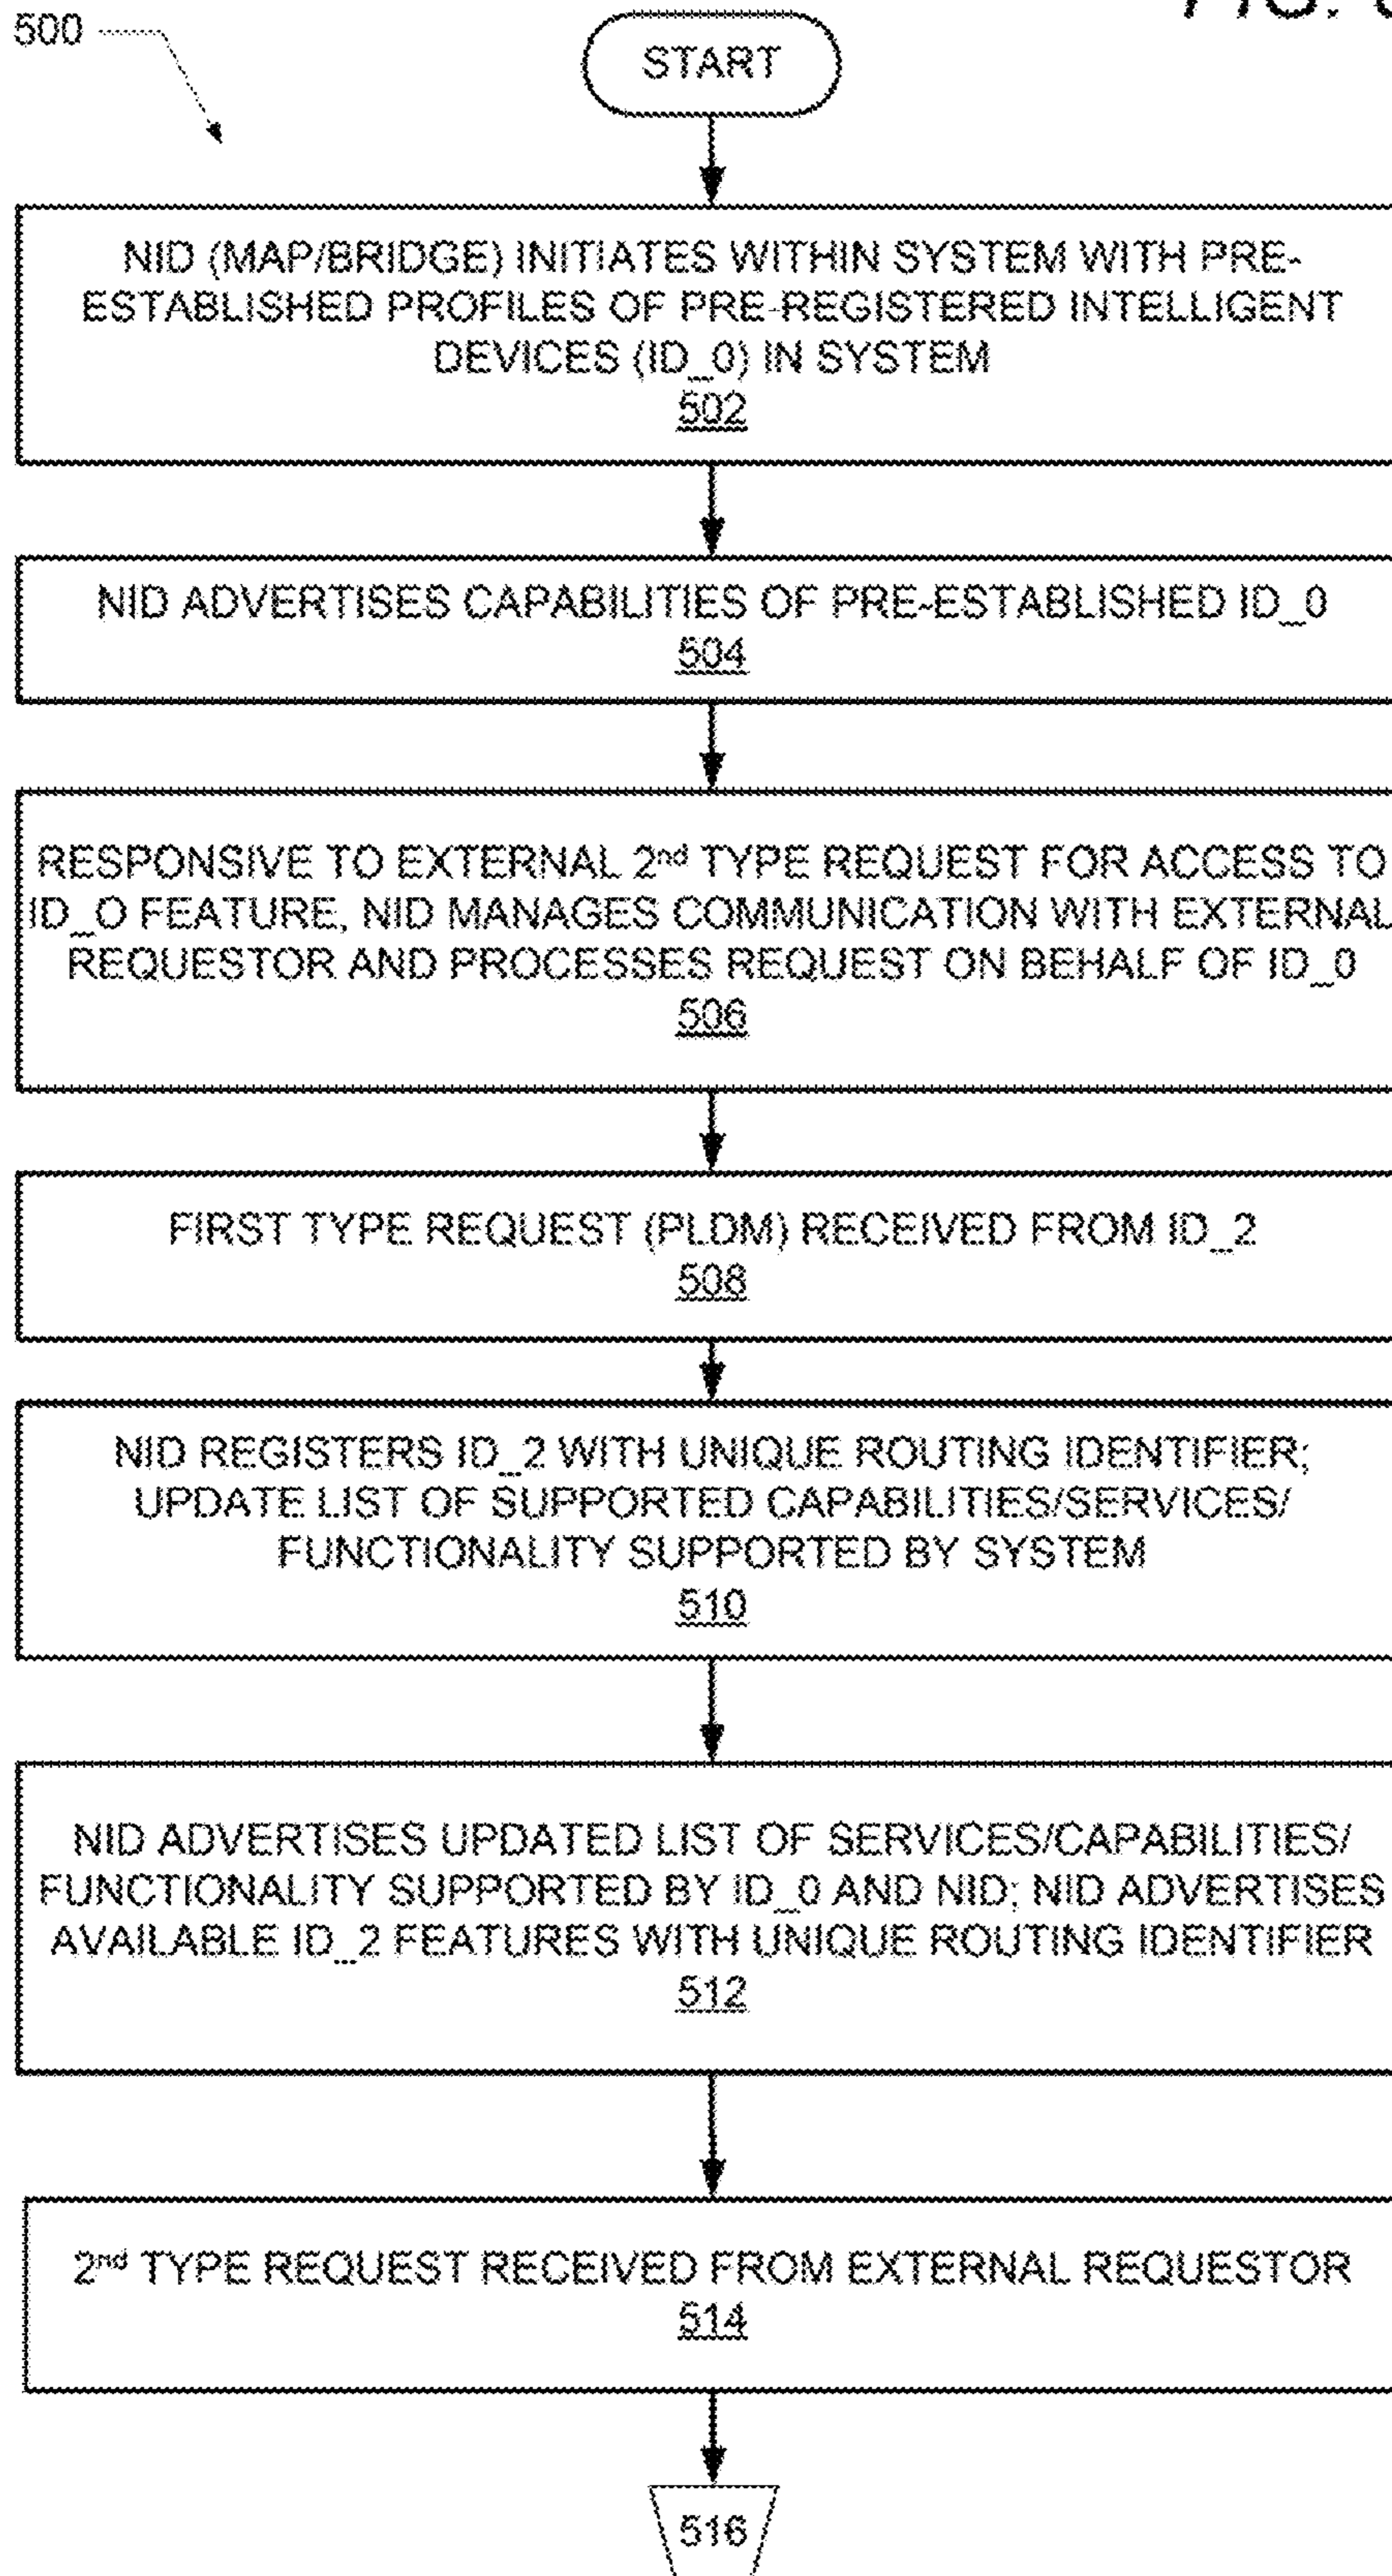 500
FIG.
START
NID (MAP/BRIDGE) INITIATES WITHIN SYSTEM WITH PRE-
ESTABLISHED PROFILES OF PRE-REGISTERED INTELLIGENT
DEVICES (ID_0) IN SYSTEM
502
NID ADVERTISES CAPABILITIES OF PRE-ESTABLISHED ID_0
504
RESPONSIVE TO EXTERNAL 2nd TYPE REQUEST FOR ACCESS TO
ID_O FEATURE, NID MANAGES COMMUNICATION WITH EXTERNAL
REQUESTOR AND PROCESSES REQUEST ON BEHALF OF ID_0
506
FIRST TYPE REQUEST (PLDM) RECEIVED FROM ID_2
508
NID REGISTERS ID_2 WITH UNIQUE ROUTING IDENTIFIER;
UPDATE LIST OF SUPPORTED CAPABILITIES/SERVICES/
FUNCTIONALITY SUPPORTED BY SYSTEM
510
NID ADVERTISES UPDATED LIST OF SERVICES/CAPABILITIES/
FUNCTIONALITY SUPPORTED BY ID_0 AND NID; NID ADVERTISES
AVAILABLE ID_2 FEATURES WITH UNIQUE ROUTING IDENTIFIER
512
2nd TYPE REQUEST RECEIVED FROM EXTERNAL REQUESTOR
514
516